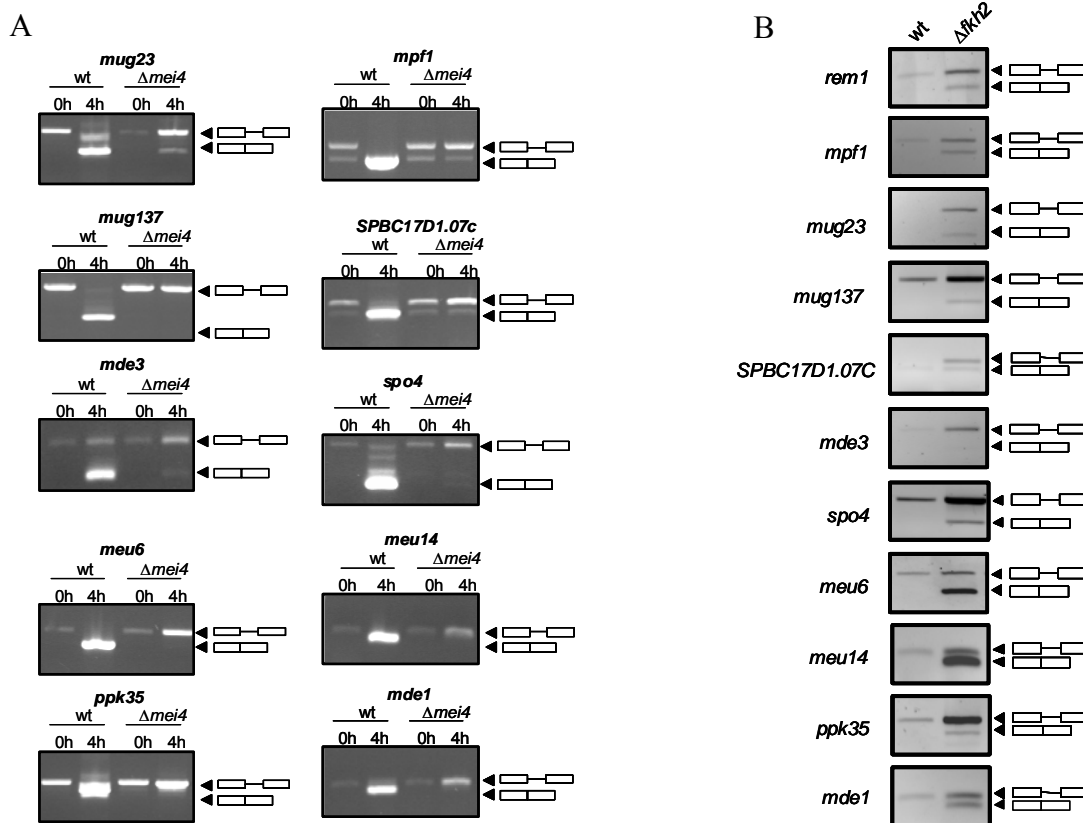 A
mug23
wt Δmei4
0h 4h 0h 4h
mpf1
wt Δmei4
0h 4h 0h 4h
mug137
wt Δmei4
0h 4h 0h 4h
SPBC17D1.07c
wt Δmei4
0h 4h 0h 4h
mde3
wt Δmei4
0h 4h 0h 4h
spo4
wt Δmei4
0h 4h 0h 4h
meu6
wt Δmei4
0h 4h 0h 4h
meu14
wt Δmei4
0h 4h 0h 4h
ppk35
wt Δmei4
0h 4h 0h 4h
mde1
wt Δmei4
0h 4h 0h 4h
B
wt Δfkh2
rem1
mpf1
mug23
mug137
SPBC17D1.07C
mde3
spo4
meu6
meu14
ppk35
mde1